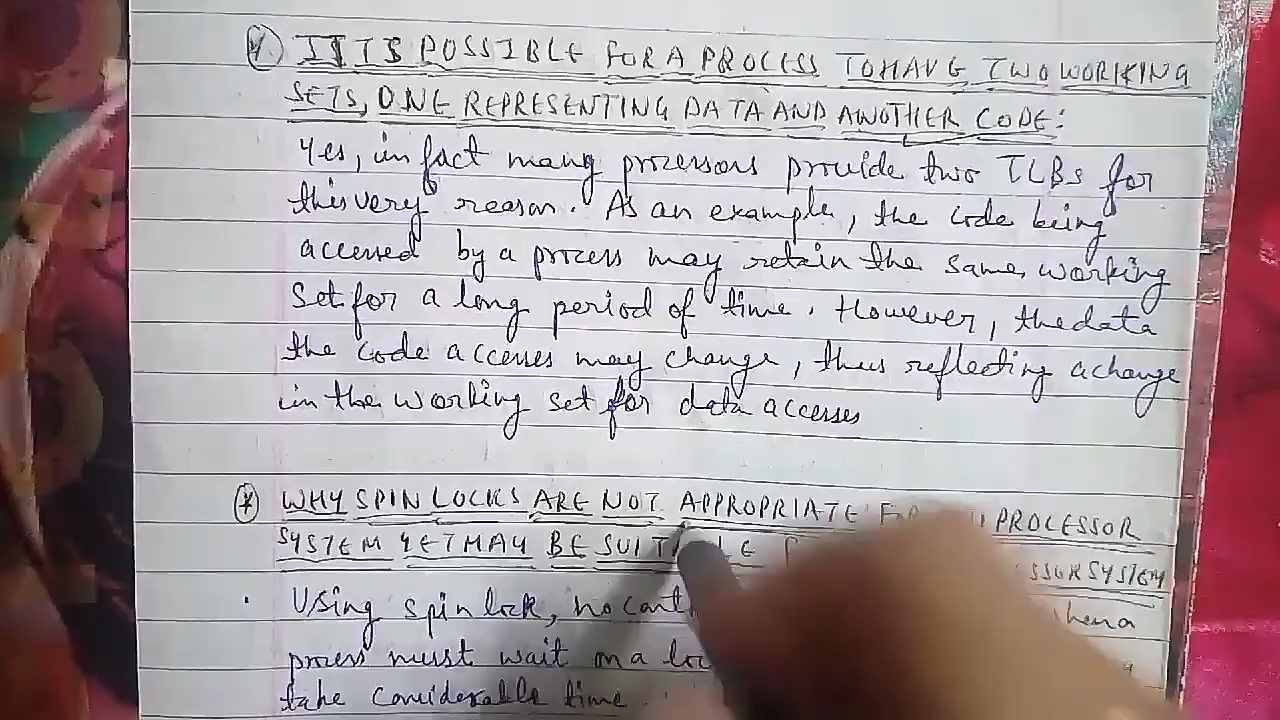 IT IS POSSIBLE FOR A PROCESS TO HAVE TWO WORKING
SETS, ONE REPRESENTING DATA AND ANOTHER CODE:
Yes, in fact many processors provide two TLBs for
this very reason. As an example, the code being
accessed by a process may retain the same working
set for a long period of time. However, the data
the code accesses may change, thus reflecting a change
in the working set for data accesses
WHY SPIN LOCKS ARE NOT APPROPRIATE PROCESSOR
SYSTEM YET MAY BE SYSTEM
Using spin lock, no
process must wait on a
take considerable time